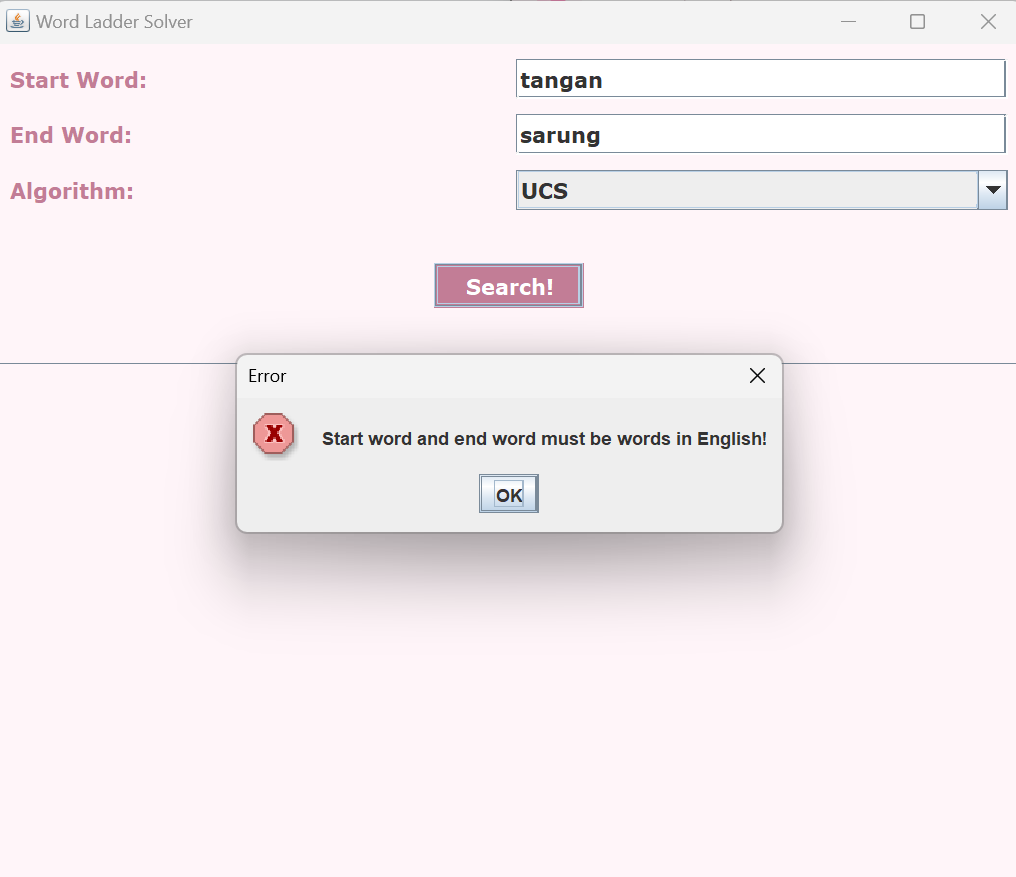 Word Ladder Solver
Start Word: tangan
End Word: sarung
Algorithm: UCS
Search!
Error
X
Start word and end word must be words in English!
OK